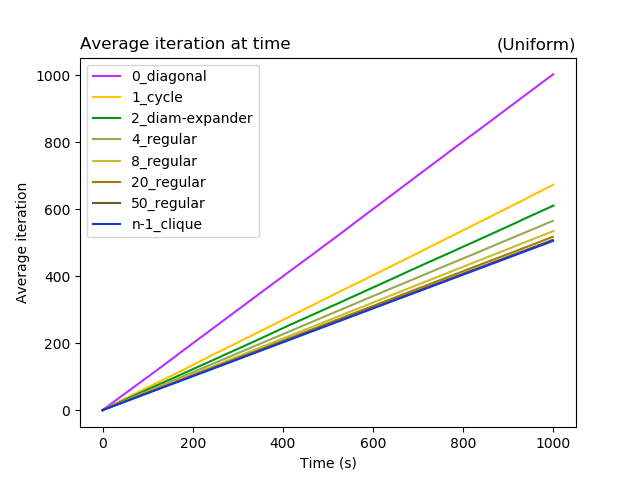 Average iteration at time
(Uniform)
1000
800
600
400
200
0
Average iteration
0_diagonal
1_cycle
2_diam-expander
4_regular
8_regular
20_regular
50_regular
n-1_clique
0 200 400 600 800 1000
Time (s)